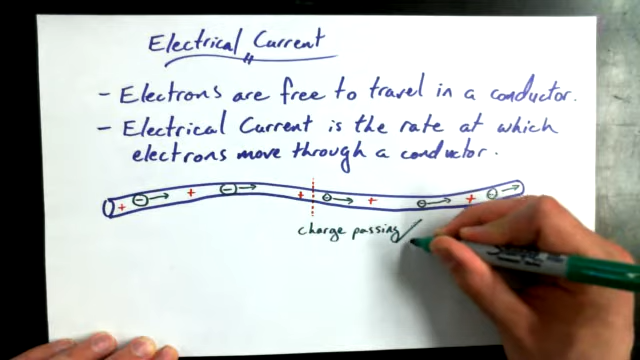 Electrical Current
- Electrons are free to travel in a conductor.
- Electrical Current is the rate at which
electrons move through a conductor.
+ − + − + − + − + −
charge passing/